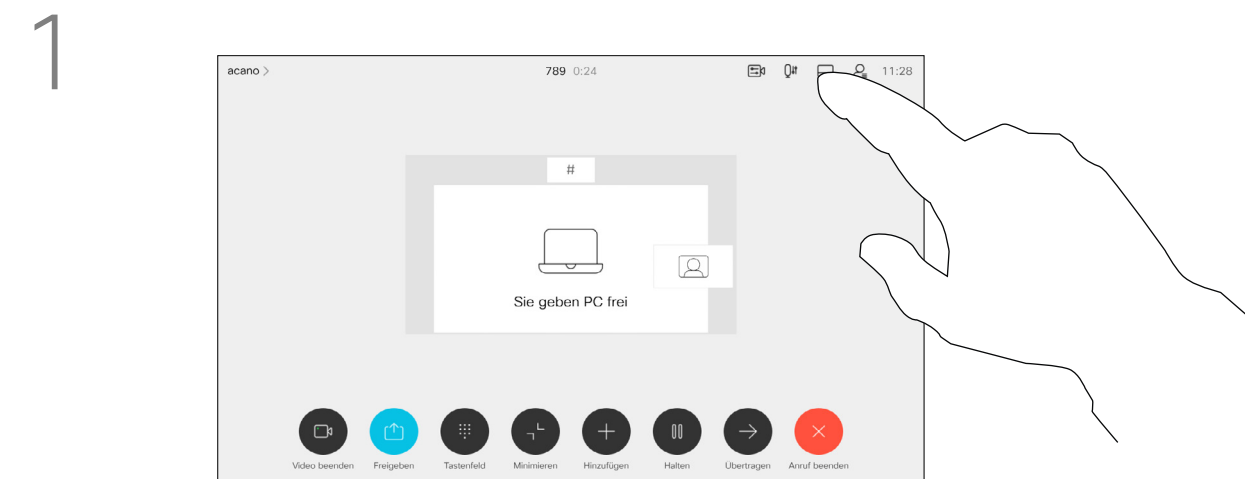 1
acano >
789 0:24
11:28
#
Sie geben PC frei
Video beenden Freigeben Tastenfeld Minimieren Hinzufügen Halten Übertragen Anruf beenden